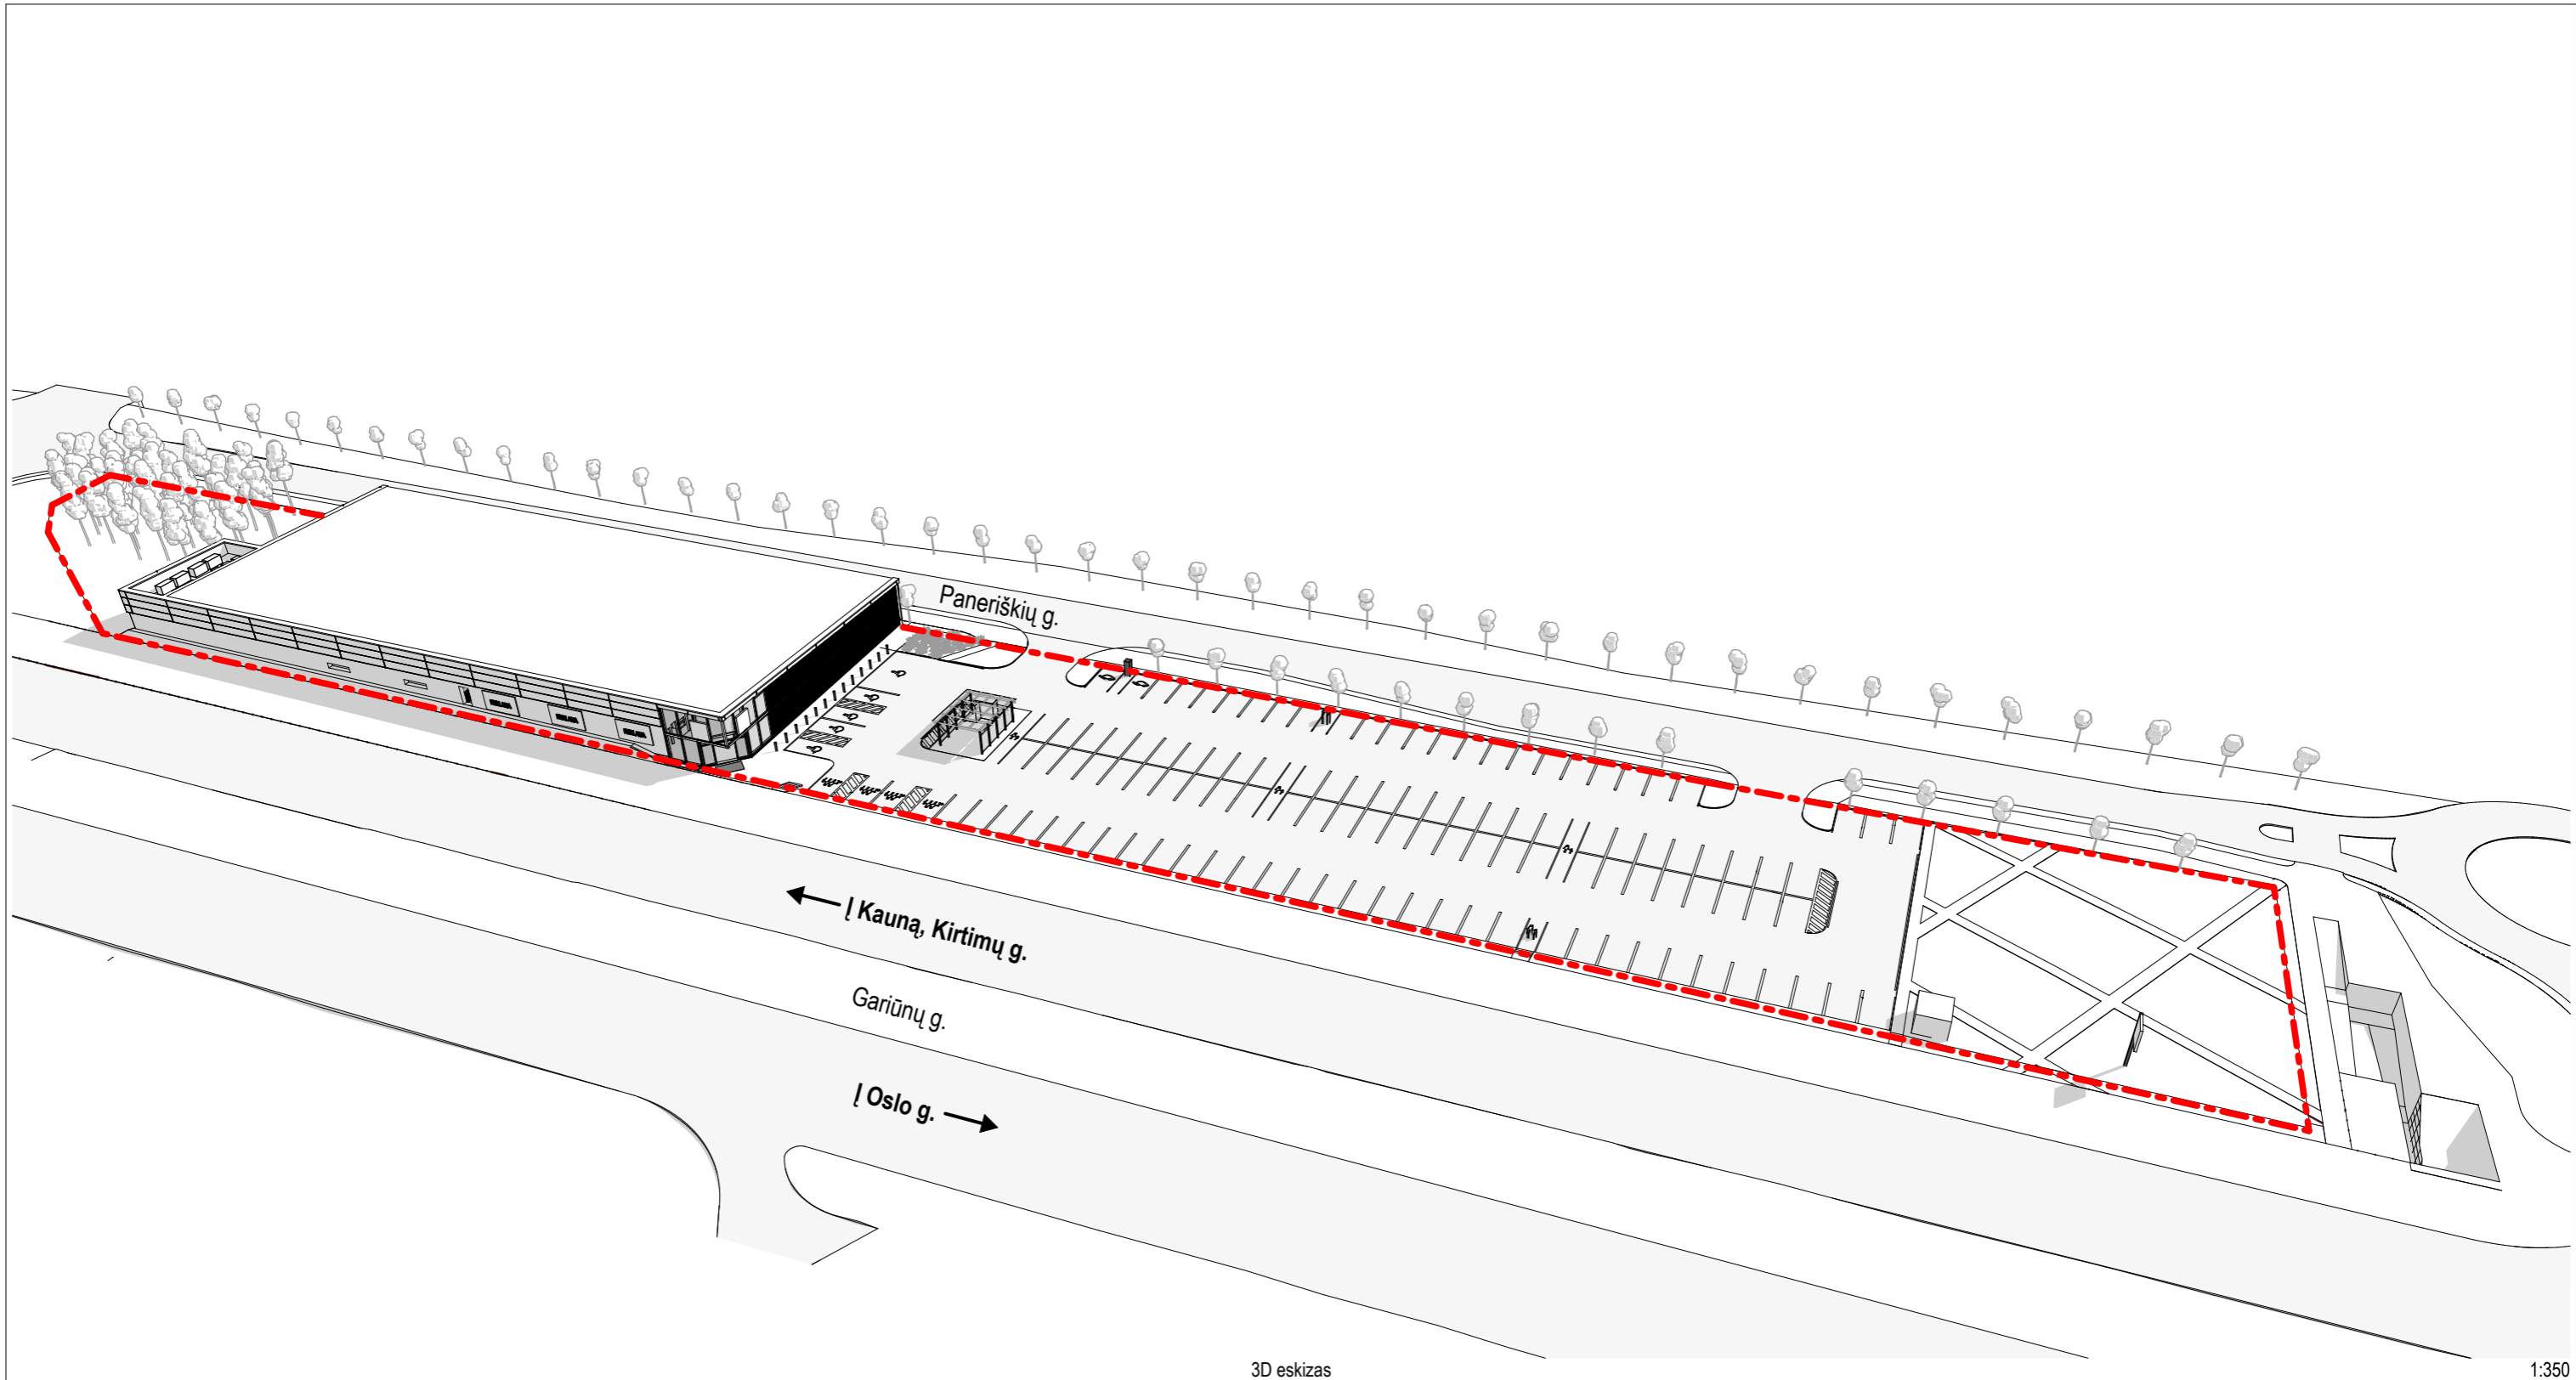 Paneriškių g.
Į Kauną, Kirtimų g.
Gariūnų g.
Į Oslo g.
3D eskizas
1:350